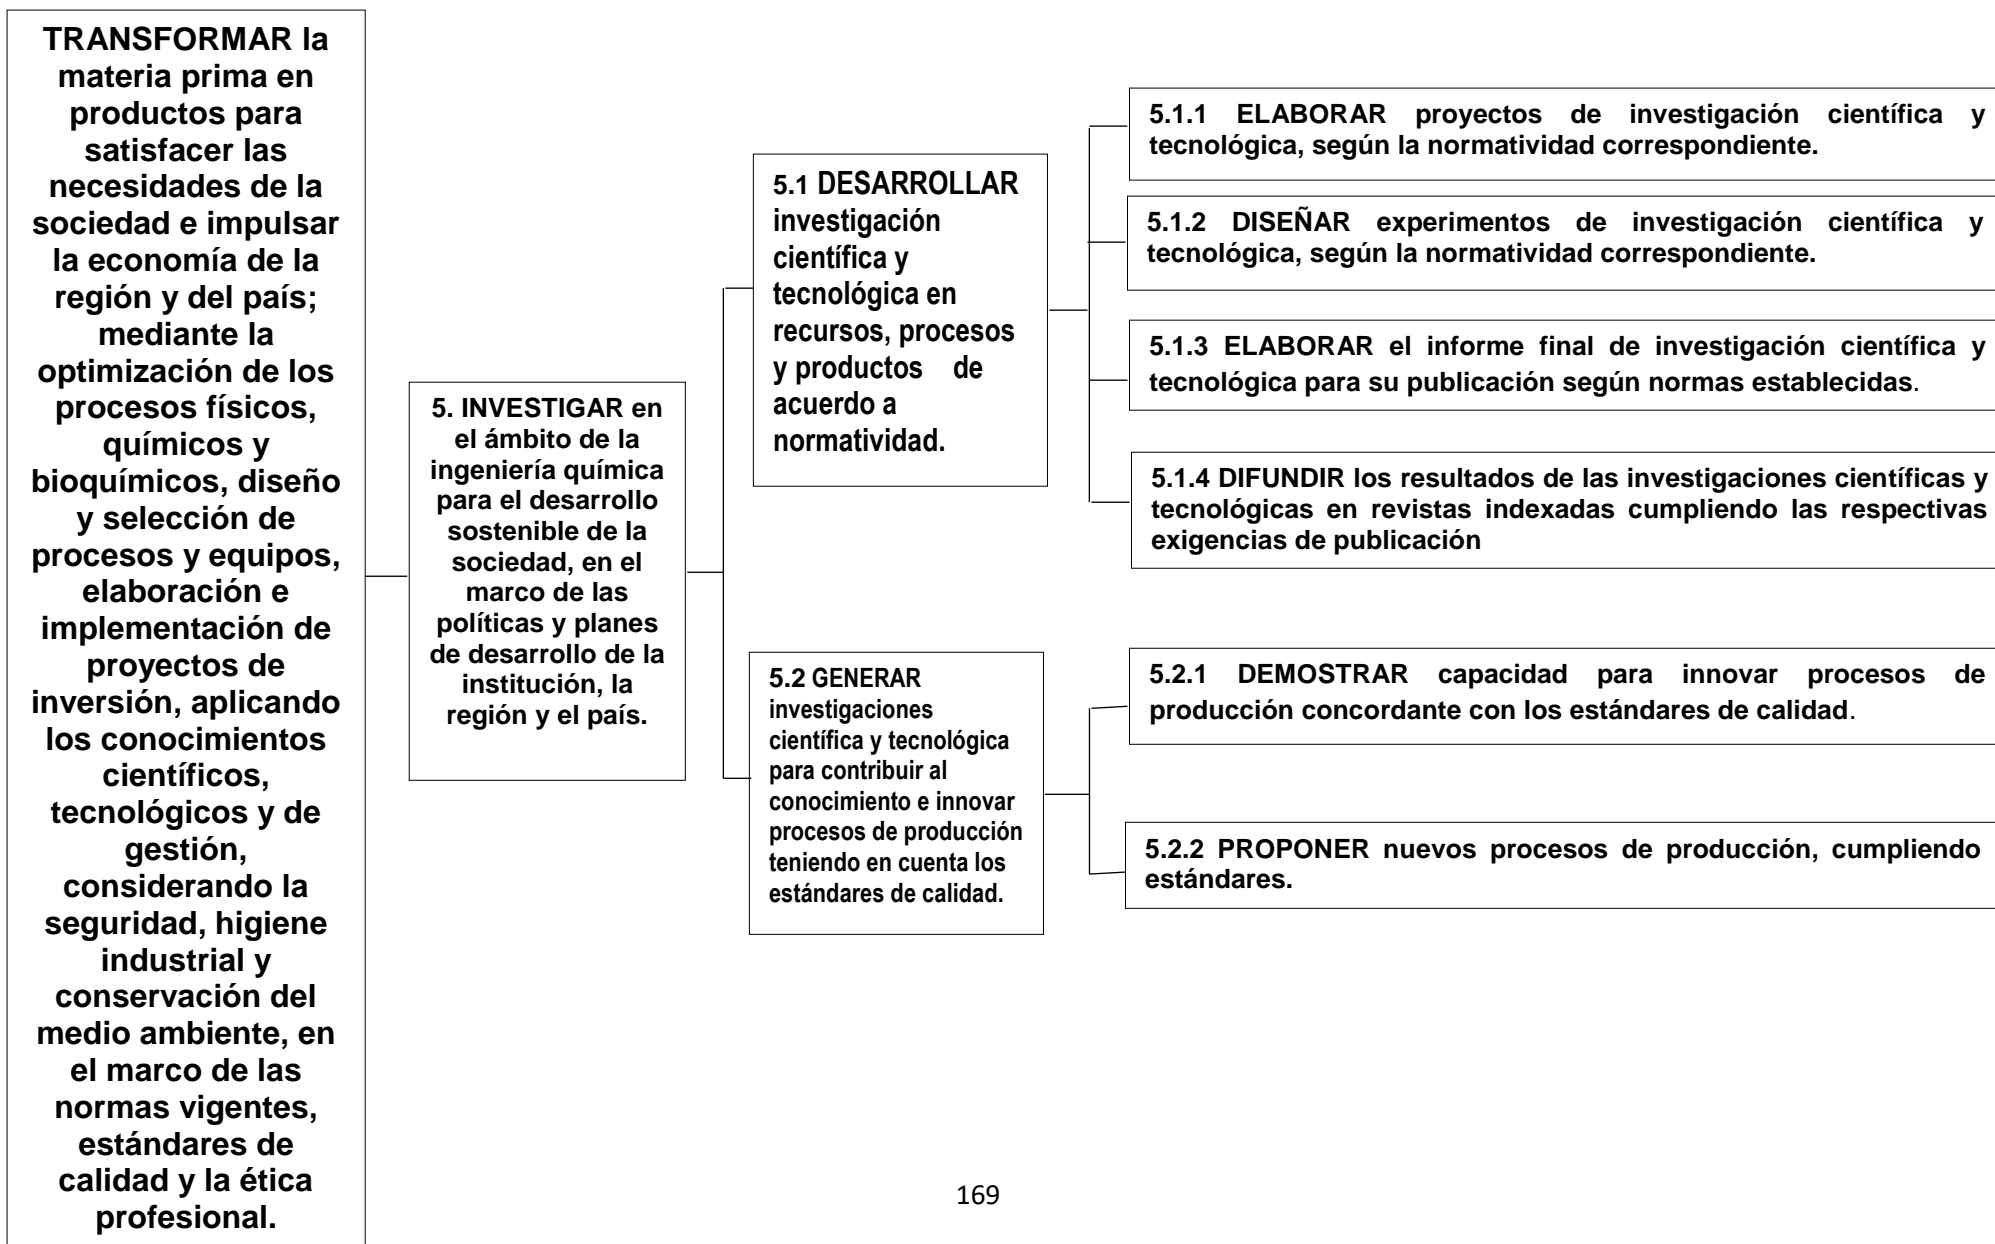 TRANSFORMAR la
materia prima en
productos para
satisfacer las
necesidades de la
sociedad e impulsar
la economía de la
región y del país;
mediante la
optimización de los
procesos físicos,
químicos y
bioquímicos, diseño
y selección de
procesos y equipos,
elaboración e
implementación de
proyectos de
inversión, aplicando
los conocimientos
científicos,
tecnológicos y de
gestión,
considerando la
seguridad, higiene
industrial y
conservación del
medio ambiente, en
el marco de las
normas vigentes,
estándares de
calidad y la ética
profesional.
5. INVESTIGAR en
el ámbito de la
ingeniería química
para el desarrollo
sostenible de la
sociedad, en el
marco de las
políticas y planes
de desarrollo de la
institución, la
región y el país.
5.1 DESARROLLAR
investigación
científica y
tecnológica en
recursos, procesos
y productos de
acuerdo a
normatividad.
5.1.1 ELABORAR proyectos de investigación científica y
tecnológica, según la normatividad correspondiente.
5.1.2 DISEÑAR experimentos de investigación científica y
tecnológica, según la normatividad correspondiente.
5.1.3 ELABORAR el informe final de investigación científica y
tecnológica para su publicación según normas establecidas.
5.1.4 DIFUNDIR los resultados de las investigaciones científicas y
tecnológicas en revistas indexadas cumpliendo las respectivas
exigencias de publicación
5.2 GENERAR
investigaciones
científica y tecnológica
para contribuir al
conocimiento e innovar
procesos de producción
teniendo en cuenta los
estándares de calidad.
5.2.1 DEMOSTRAR capacidad para innovar procesos de
producción concordante con los estándares de calidad.
5.2.2 PROPONER nuevos procesos de producción, cumpliendo
estándares.
169